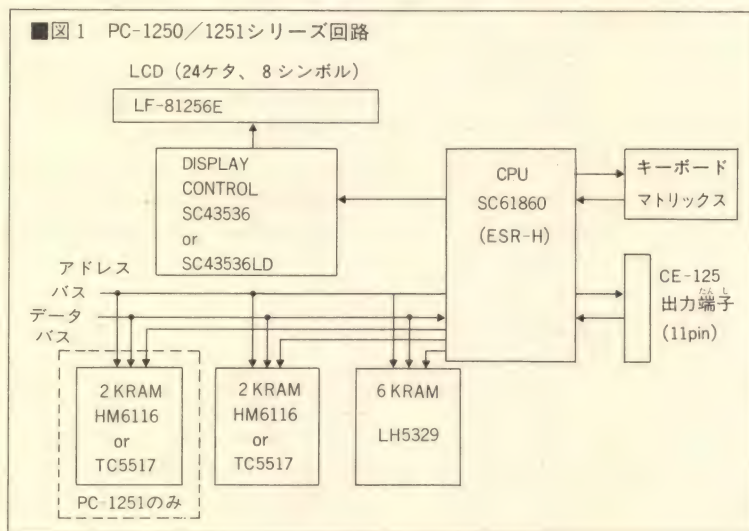 ■図1 PC-1250／1251シリーズ回路
LCD（24ケタ、8シンボル）
LF-81256E
DISPLAY
CONTROL
SC43536
or
SC43536LD
CPU
SC61860
(ESR-H)
キーボード
マトリックス
CE-125
出力端子
たんし
(11pin)
アドレス
バス
データ
バス
2KRAM
HM6116
or
TC5517
PC-1251のみ
2KRAM
HM6116
or
TC5517
6KRAM
LH5329